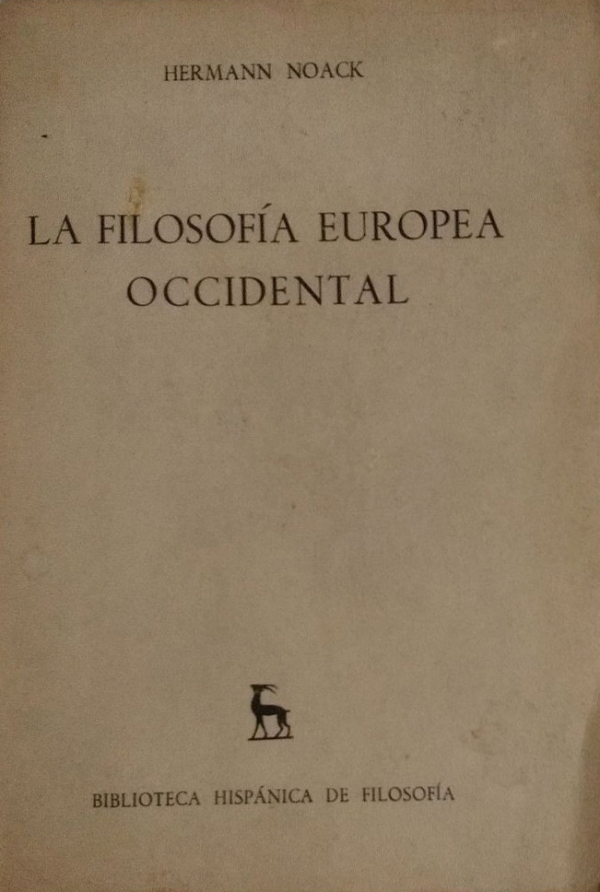 HERMANN NOACK
LA FILOSOFÍA EUROPEA
OCCIDENTAL
BIBLIOTECA HISPÁNICA DE FILOSOFÍA